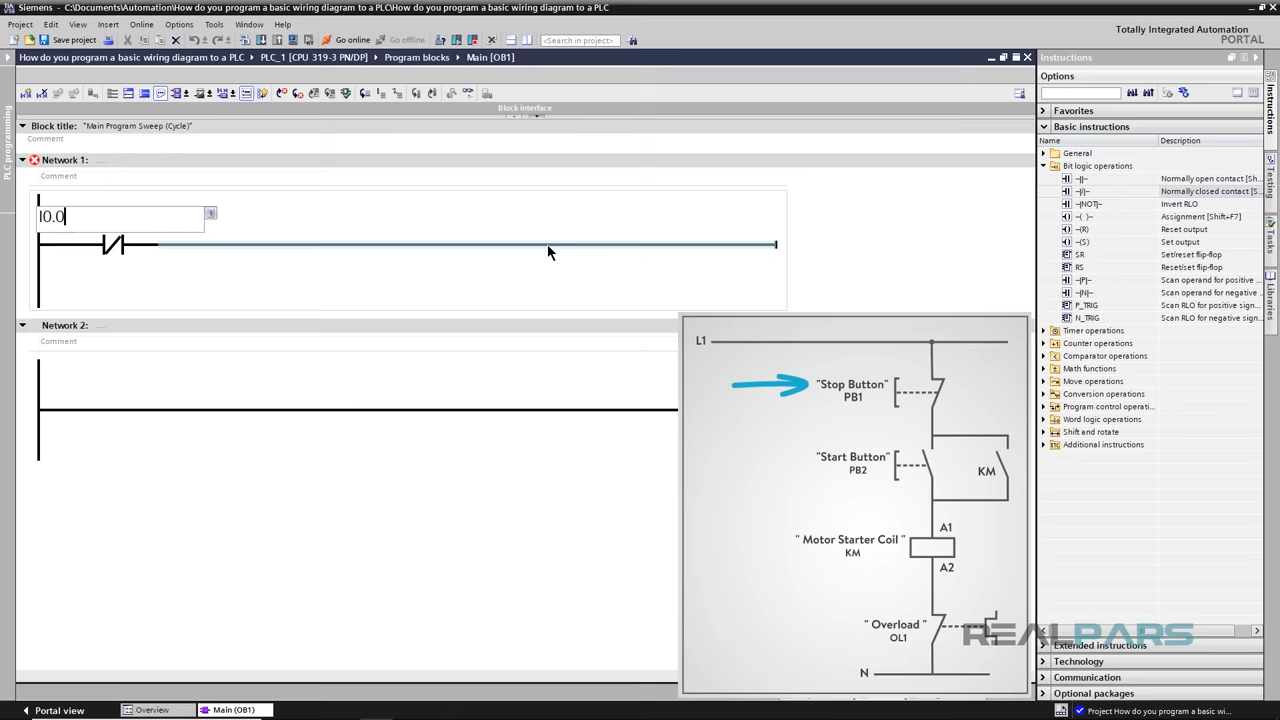 Siemens - C:\Documents\Automation\How do you program a basic wiring diagram to a PLC\How do you program a basic wiring diagram to a PLC
Project Edit View Insert Online Options Tools Window Help
Totally Integrated Automation
PORTAL
Save project Go online Go offline <Search in project>
How do you program a basic wiring diagram to a PLC PLC_1 [CPU 319-3 PN/DP] Program blocks Main [OB1]
Instructions
Options
Block interface
Favorites
Block title: "Main Program Sweep (Cycle)"
Comment
Basic instructions
Name Description
General
Bit logic operations
Network 1: .....
Comment
I0.0
-||- Normally open contact [Sh...
-|/|- Normally closed contact [S...
-|NOT|- Invert RLO
-( )- Assignment [Shift+F7]
-(R) Reset output
-(S) Set output
SR Set/reset flip-flop
RS Reset/set flip-flop
-|P|- Scan operand for positive ...
-|N|- Scan operand for negative ...
P_TRIG Scan RLO for positive sign...
N_TRIG Scan RLO for negative sign...
Timer operations
Counter operations
Comparator operations
Math functions
Move operations
Conversion operations
Program control operati...
Word logic operations
Shift and rotate
Additional instructions
Extended instructions
Technology
Communication
Optional packages
Network 2: .....
Comment
L1
"Stop Button"
PB1
"Start Button"
PB2
KM
A1
" Motor Starter Coil "
KM
A2
" Overload "
OL1
N
REALPARS
PLC programming
Instructions
Testing
Tasks
Libraries
Portal view Overview Main (OB1)
Project How do you program a basic wi...